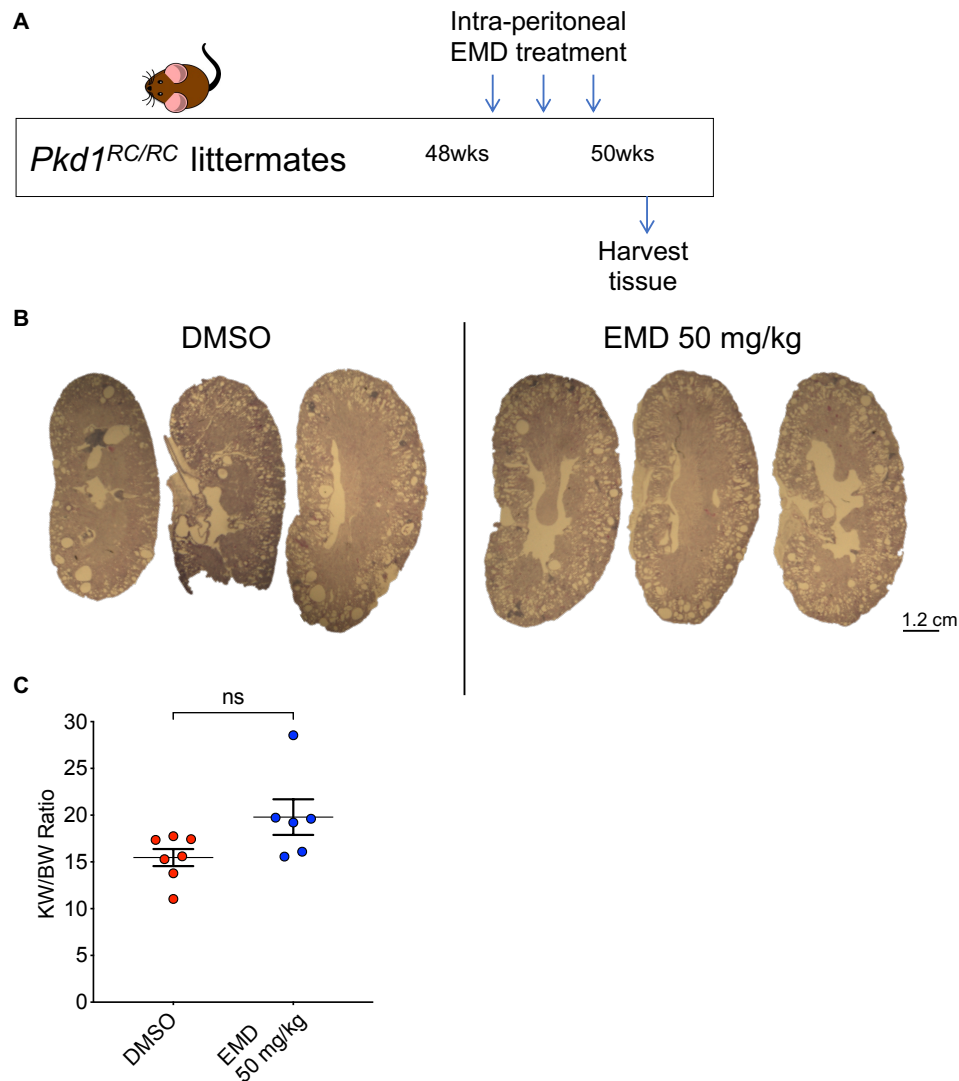 A
Intra-peritoneal
EMD treatment
Pkd1RC/RC littermates
48wks
50wks
Harvest
tissue
B
DMSO
EMD 50 mg/kg
1.2 cm
C
ns
30
25
20
15
10
5
0
KW/BW Ratio
DMSO
EMD
50 mg/kg